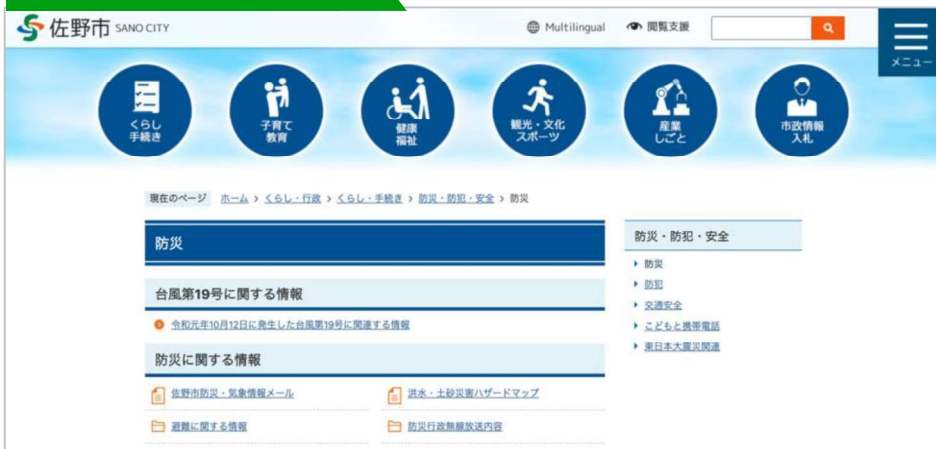 佐野市 SANO CITY
Multilingual
閲覧支援
メニュー
くらし
手続き
子育て
教育
健康
福祉
観光・文化
スポーツ
産業
しごと
市政情報
入札
現在のページ ホーム > くらし・行政 > くらし・手続き > 防災・防犯・安全 > 防災
防災
台風第19号に関する情報
令和元年10月12日に発生した台風第19号に関連する情報
防災に関する情報
佐野市防災・気象情報メール
洪水・土砂災害ハザードマップ
避難に関する情報
防災行政無線放送内容
防災・防犯・安全
防災
防犯
交通安全
こどもと携帯電話
東日本大震災関連